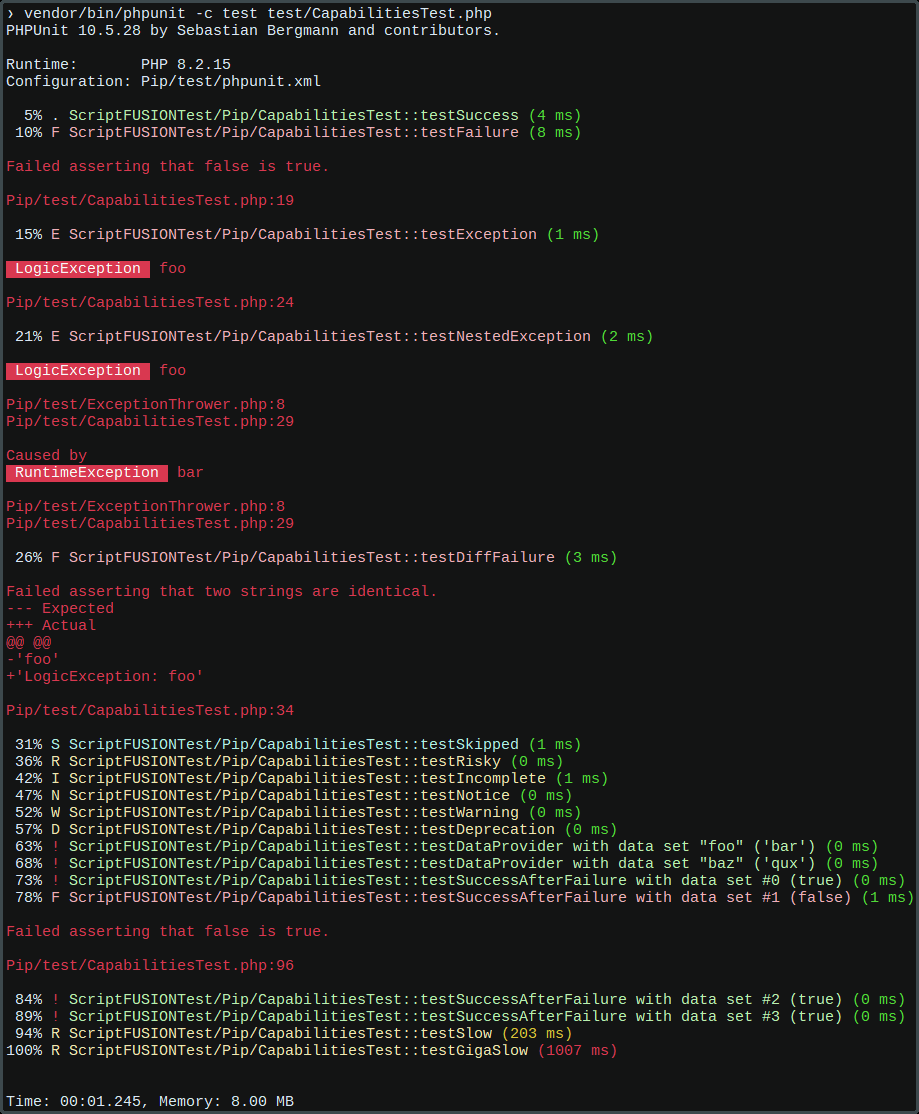 ❯ vendor/bin/phpunit -c test test/CapabilitiesTest.php
PHPUnit 10.5.28 by Sebastian Bergmann and contributors.

Runtime:       PHP 8.2.15
Configuration: Pip/test/phpunit.xml

  5% . ScriptFUSIONTest/Pip/CapabilitiesTest::testSuccess (4 ms)
 10% F ScriptFUSIONTest/Pip/CapabilitiesTest::testFailure (8 ms)

Failed asserting that false is true.

Pip/test/CapabilitiesTest.php:19

 15% E ScriptFUSIONTest/Pip/CapabilitiesTest::testException (1 ms)

 LogicException  foo

Pip/test/CapabilitiesTest.php:24

 21% E ScriptFUSIONTest/Pip/CapabilitiesTest::testNestedException (2 ms)

 LogicException  foo

Pip/test/ExceptionThrower.php:8
Pip/test/CapabilitiesTest.php:29

Caused by
 RuntimeException  bar

Pip/test/ExceptionThrower.php:8
Pip/test/CapabilitiesTest.php:29

 26% F ScriptFUSIONTest/Pip/CapabilitiesTest::testDiffFailure (3 ms)

Failed asserting that two strings are identical.
--- Expected
+++ Actual
@@ @@
-'foo'
+'LogicException: foo'

Pip/test/CapabilitiesTest.php:34

 31% S ScriptFUSIONTest/Pip/CapabilitiesTest::testSkipped (1 ms)
 36% R ScriptFUSIONTest/Pip/CapabilitiesTest::testRisky (0 ms)
 42% I ScriptFUSIONTest/Pip/CapabilitiesTest::testIncomplete (1 ms)
 47% N ScriptFUSIONTest/Pip/CapabilitiesTest::testNotice (0 ms)
 52% W ScriptFUSIONTest/Pip/CapabilitiesTest::testWarning (0 ms)
 57% D ScriptFUSIONTest/Pip/CapabilitiesTest::testDeprecation (0 ms)
 63% ! ScriptFUSIONTest/Pip/CapabilitiesTest::testDataProvider with data set "foo" ('bar') (0 ms)
 68% ! ScriptFUSIONTest/Pip/CapabilitiesTest::testDataProvider with data set "baz" ('qux') (0 ms)
 73% ! ScriptFUSIONTest/Pip/CapabilitiesTest::testSuccessAfterFailure with data set #0 (true) (0 ms)
 78% F ScriptFUSIONTest/Pip/CapabilitiesTest::testSuccessAfterFailure with data set #1 (false) (1 ms)

Failed asserting that false is true.

Pip/test/CapabilitiesTest.php:96

 84% ! ScriptFUSIONTest/Pip/CapabilitiesTest::testSuccessAfterFailure with data set #2 (true) (0 ms)
 89% ! ScriptFUSIONTest/Pip/CapabilitiesTest::testSuccessAfterFailure with data set #3 (true) (0 ms)
 94% R ScriptFUSIONTest/Pip/CapabilitiesTest::testSlow (203 ms)
100% R ScriptFUSIONTest/Pip/CapabilitiesTest::testGigaSlow (1007 ms)

Time: 00:01.245, Memory: 8.00 MB